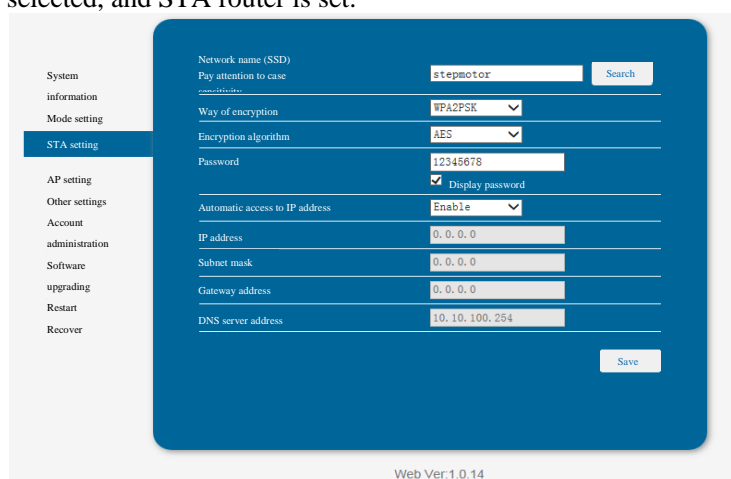 selected, and STA router is set.
System
information
Mode setting
STA setting
AP setting
Other settings
Account
administration
Software
upgrading
Restart
Recover
Network name (SSD)
Pay attention to case
sensitivity
stepmotor
Search
Way of encryption
WPA2PSK
Encryption algorithm
AES
Password
12345678
Display password
Automatic access to IP address
Enable
IP address
0.0.0.0
Subnet mask
0.0.0.0
Gateway address
0.0.0.0
DNS server address
10.10.100.254
Save
Web Ver:1.0.14